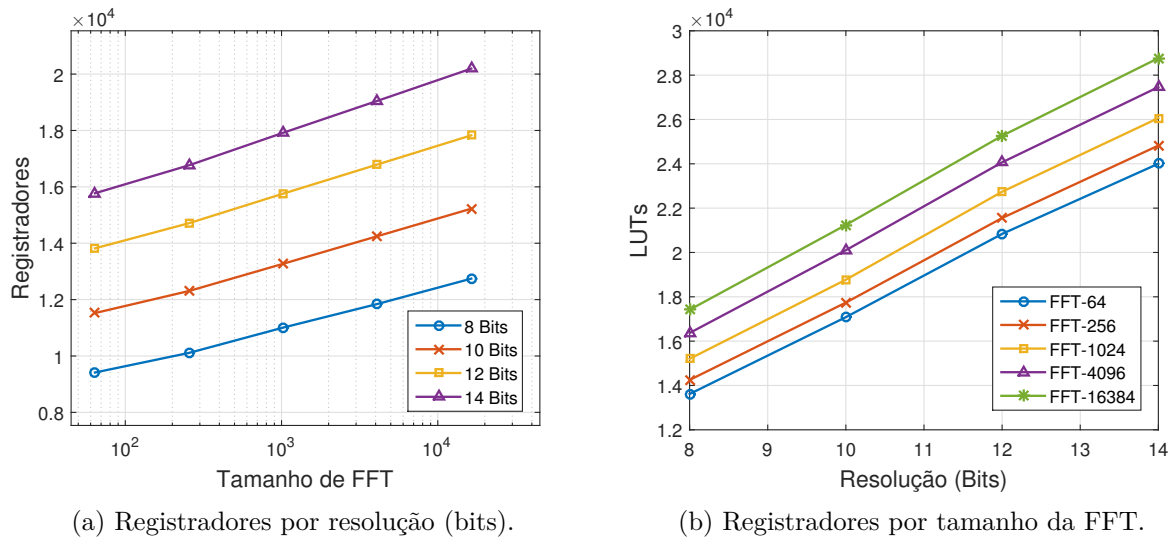 ×10⁴
2
1.8
1.6
1.4
1.2
1
0.8
Registradores
10² 10³ 10⁴
Tamanho de FFT
8 Bits
10 Bits
12 Bits
14 Bits
(a) Registradores por resolução (bits).
×10⁴
3
2.8
2.6
2.4
2.2
2
1.8
1.6
1.4
1.2
LUTs
8 9 10 11 12 13 14
Resolução (Bits)
FFT-64
FFT-256
FFT-1024
FFT-4096
FFT-16384
(b) Registradores por tamanho da FFT.